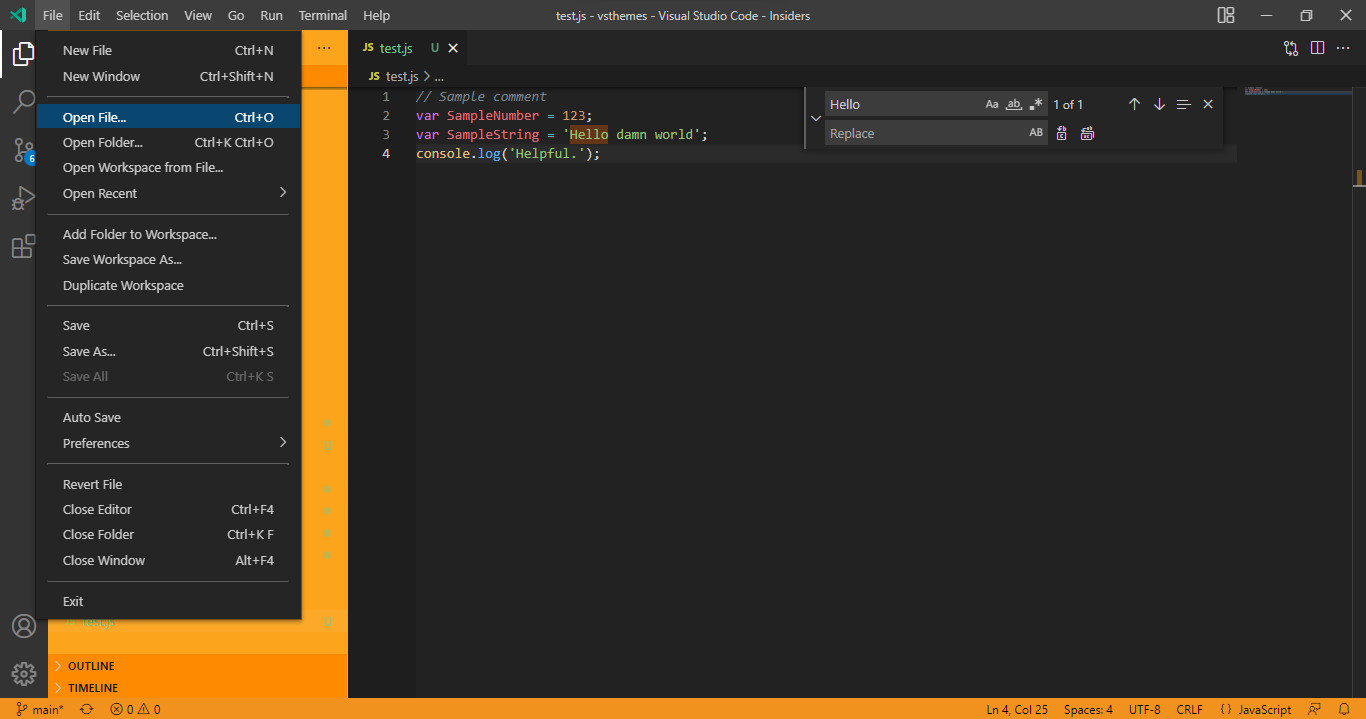 File Edit Selection View Go Run Terminal Help
test.js - vsthemes - Visual Studio Code - Insiders
New File Ctrl+N
New Window Ctrl+Shift+N
Open File... Ctrl+O
Open Folder... Ctrl+K Ctrl+O
Open Workspace from File...
Open Recent
Add Folder to Workspace...
Save Workspace As...
Duplicate Workspace
Save Ctrl+S
Save As... Ctrl+Shift+S
Save All Ctrl+K S
Auto Save
Preferences
Revert File
Close Editor Ctrl+F4
Close Folder Ctrl+K F
Close Window Alt+F4
Exit
6
U
U
OUTLINE
TIMELINE
JS test.js U
JS test.js > ...
1 // Sample comment
2 var SampleNumber = 123;
3 var SampleString = 'Hello damn world';
4 console.log('Helpful.');
Hello Aa ab .* 1 of 1
Replace AB
main* 0 0
Ln 4, Col 25 Spaces: 4 UTF-8 CRLF {} JavaScript